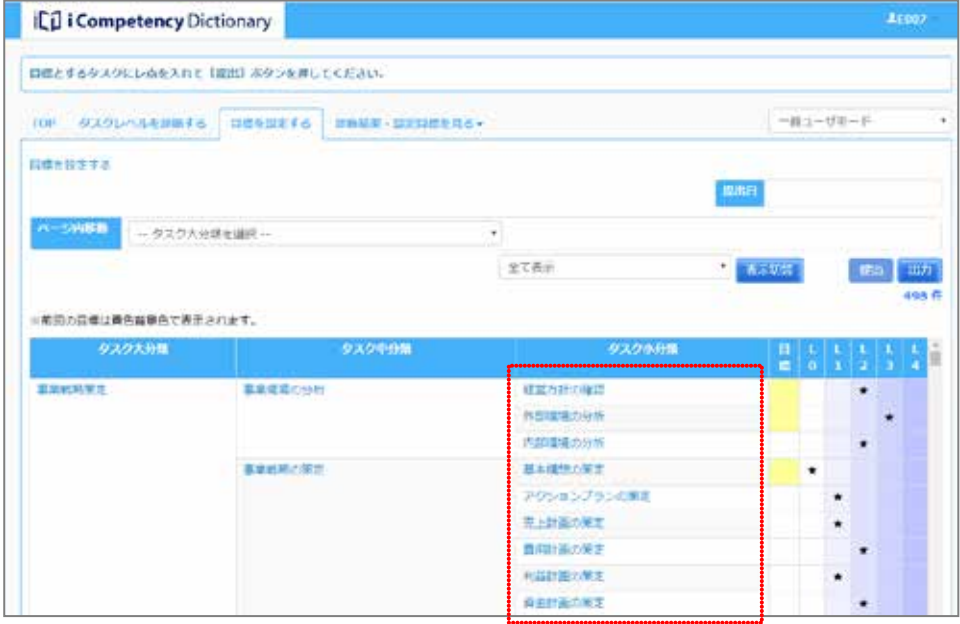 iCD i Competency Dictionary
E007
目標とするタスクにレ点を入れて【提出】ボタンを押してください。
TOP タスクレベルを診断する 目標を設定する 診断結果・設定目標を見る
一般ユーザモード
目標を設定する
提出日
ページ内移動 -- タスク大分類を選択 --
全て表示 表示切替 提出 出力
498 件
※前回の目標は黄色背景色で表示されます。
タスク大分類 タスク中分類 タスク小分類 目標 L0 L1 L2 L3 L4
事業戦略策定 事業環境の分析 経営方針の確認 ★
外部環境の分析 ★
内部環境の分析 ★
事業戦略の策定 基本構想の策定 ★
アクションプランの策定 ★
売上計画の策定 ★
費用計画の策定 ★
利益計画の策定 ★
資金計画の策定 ★